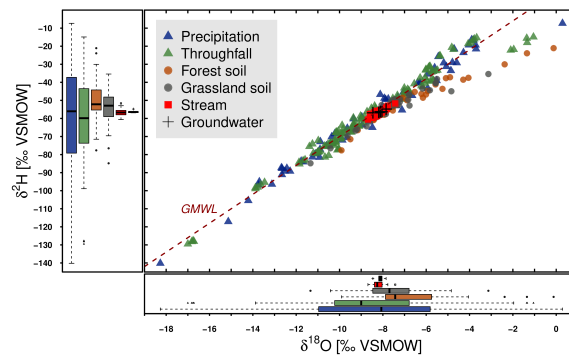 δ²H [‰ VSMOW]
−10
−20
−30
−40
−50
−60
−70
−80
−90
−100
−110
−120
−130
−140
Precipitation
Throughfall
Forest soil
Grassland soil
Stream
Groundwater
GMWL
−18 −16 −14 −12 −10 −8 −6 −4 −2 0
δ¹⁸O [‰ VSMOW]